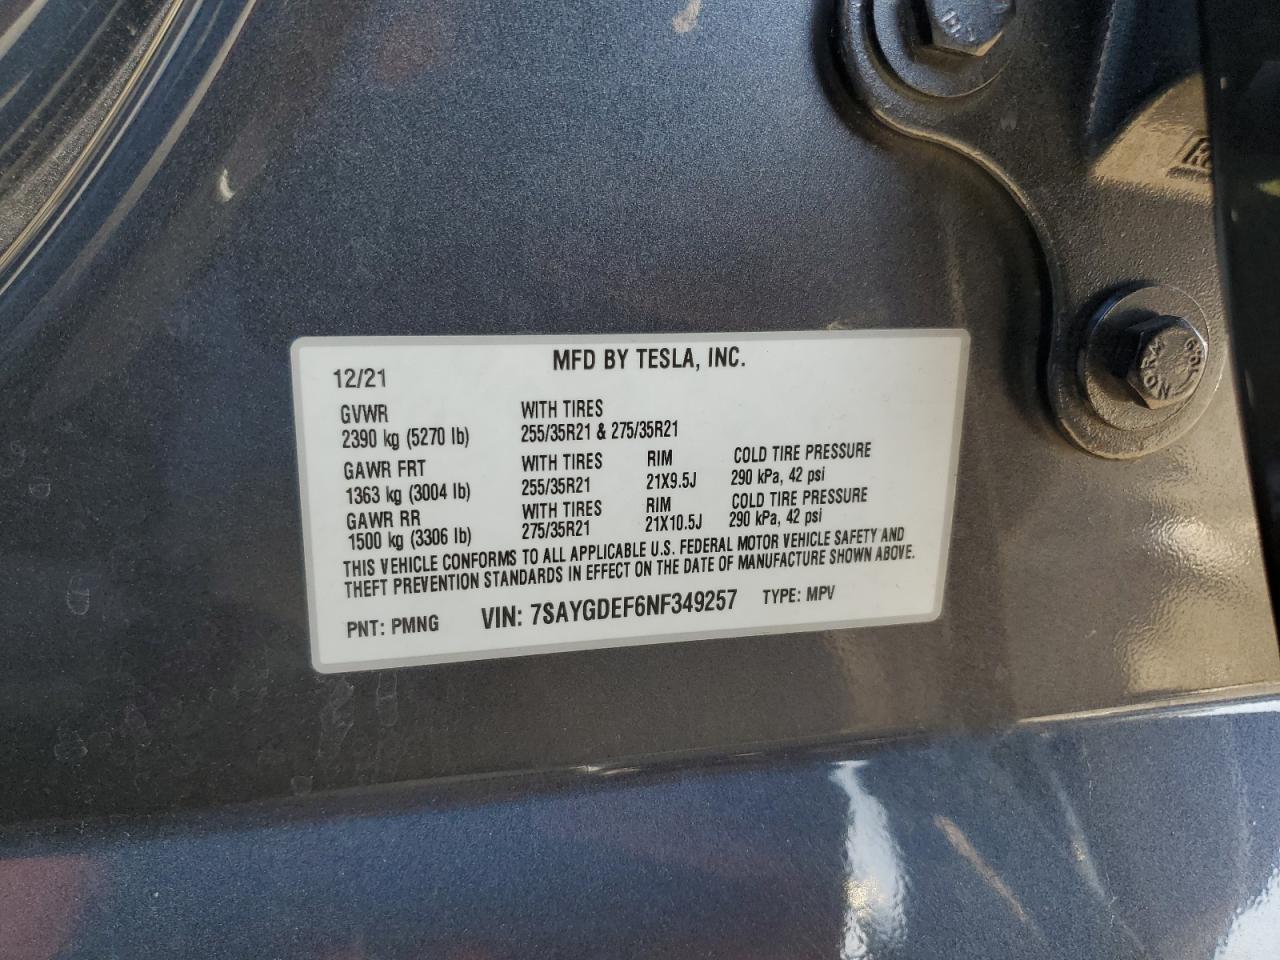 MFD BY TESLA, INC.
12/21
GVWR WITH TIRES
2390 kg (5270 lb) 255/35R21 & 275/35R21
GAWR FRT WITH TIRES RIM COLD TIRE PRESSURE
1363 kg (3004 lb) 255/35R21 21X9.5J 290 kPa, 42 psi
GAWR RR WITH TIRES RIM COLD TIRE PRESSURE
1500 kg (3306 lb) 275/35R21 21X10.5J 290 kPa, 42 psi
THIS VEHICLE CONFORMS TO ALL APPLICABLE U.S. FEDERAL MOTOR VEHICLE SAFETY AND
THEFT PREVENTION STANDARDS IN EFFECT ON THE DATE OF MANUFACTURE SHOWN ABOVE.
PNT: PMNG VIN: 7SAYGDEF6NF349257 TYPE: MPV